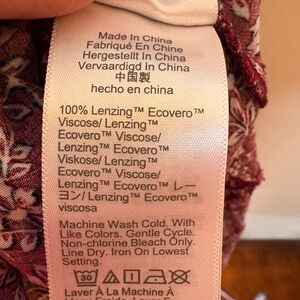 Made In China
Fabriqué En Chine
Hergestellt In China
Vervaardigd In China
中国製
hecho en china
100% Lenzing™ Ecovero™
Viscose/ Lenzing™
Ecovero™ Viscose/
Lenzing™ Ecovero™
Viskose/ Lenzing™
Ecovero™ Viscose/
Lenzing™ Ecovero™ レー
ヨン/ Lenzing™ Ecovero™
viscosa
Machine Wash Cold. With
Like Colors. Gentle Cycle.
Non-chlorine Bleach Only.
Line Dry. Iron On Lowest
Setting.
30
Laver À La Machine À